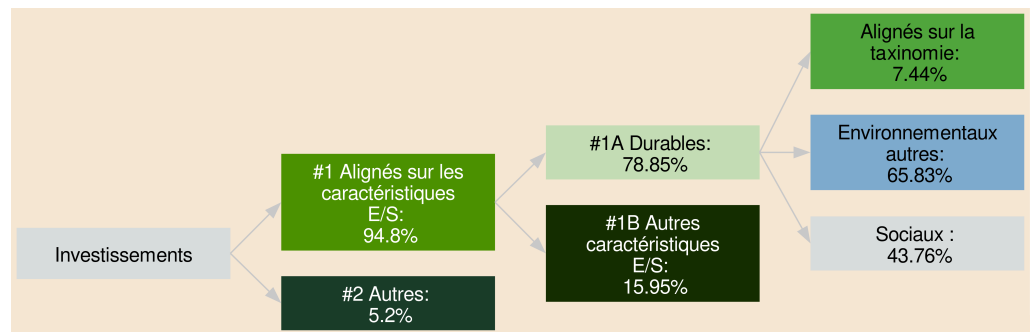 Investissements
#1 Alignés sur les
caractéristiques
E/S:
94.8%
#2 Autres:
5.2%
#1A Durables:
78.85%
#1B Autres
caractéristiques
E/S:
15.95%
Alignés sur la
taxinomie:
7.44%
Environnementaux
autres:
65.83%
Sociaux :
43.76%